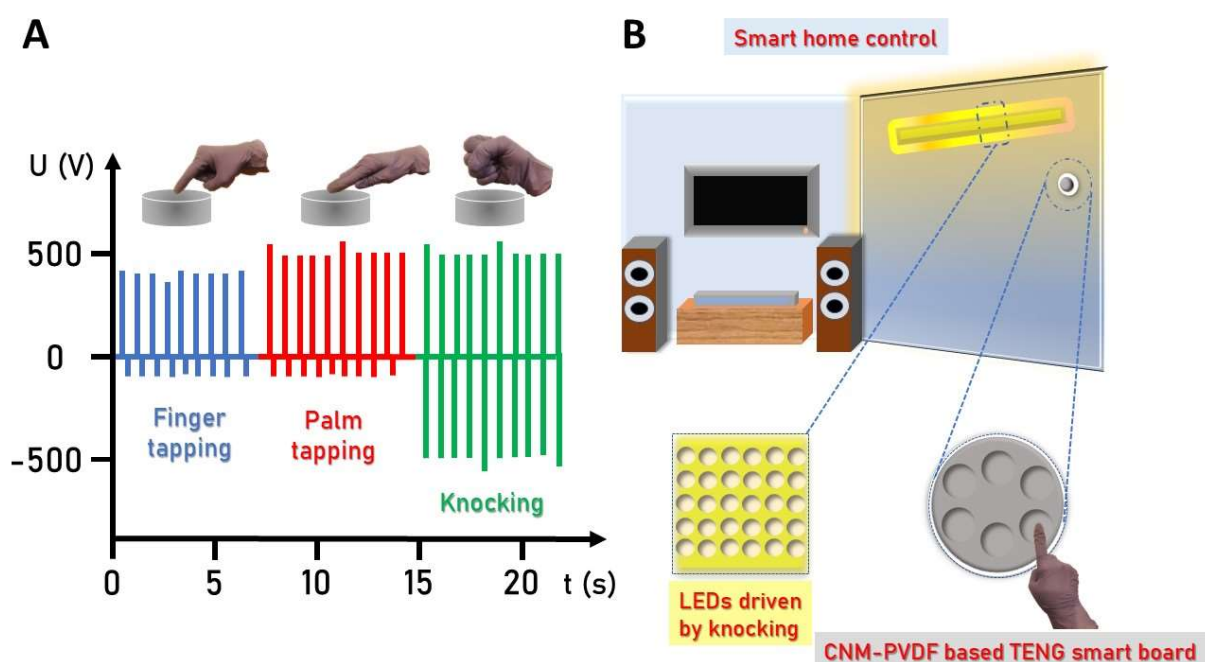 A
U (V)
500
0
-500
Finger
tapping
Palm
tapping
Knocking
0 5 10 15 20 t (s)
B
Smart home control
LEDs driven
by knocking
CNM-PVDF based TENG smart board